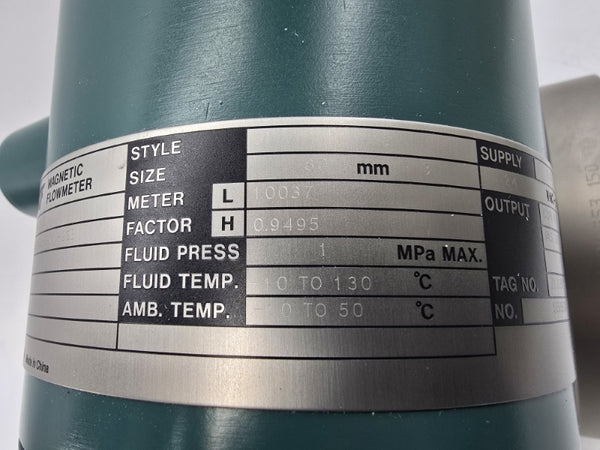 MAGNETIC
FLOWMETER
STYLE
SIZE mm
METER L 1.0037
FACTOR H 0.9495
FLUID PRESS 1 MPa MAX.
FLUID TEMP. 10 TO 130 °C
AMB. TEMP. 0 TO 50 °C
Made in China
SUPPLY
OUTPUT
TAG NO.
NO.